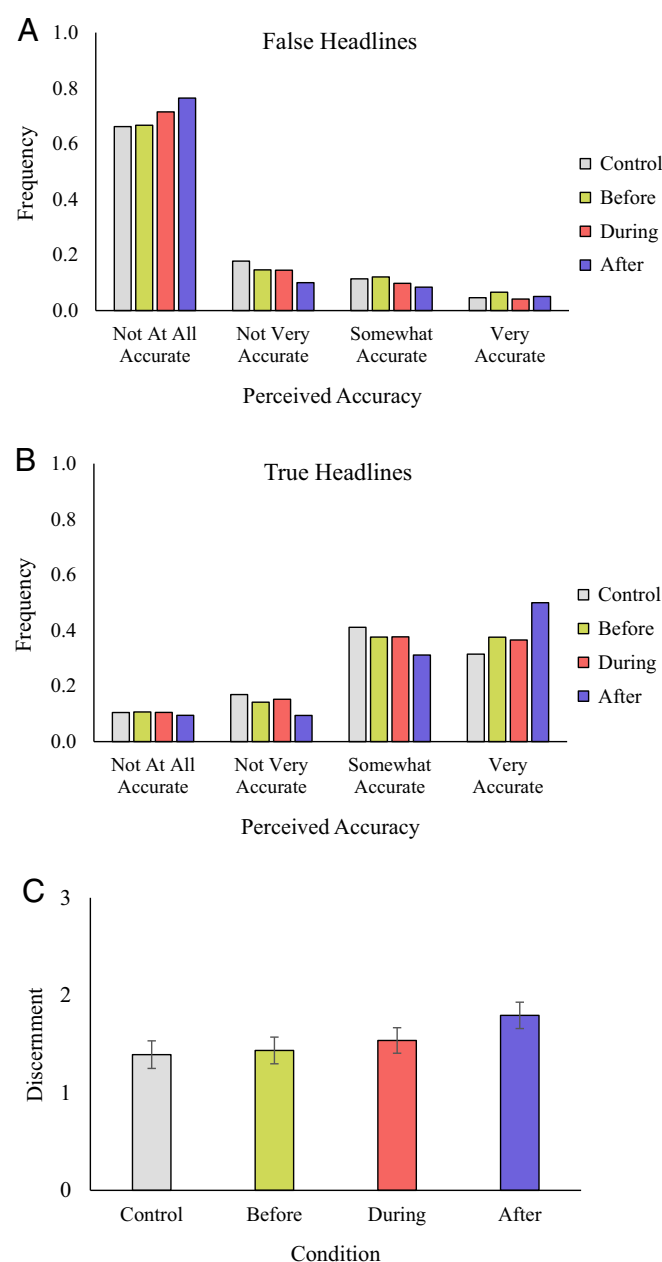 A
False Headlines
1.0
0.8
0.6
0.4
0.2
0.0
Frequency
Control
Before
During
After
Not At All Accurate
Not Very Accurate
Somewhat Accurate
Very Accurate
Perceived Accuracy
B
True Headlines
1.0
0.8
0.6
0.4
0.2
0.0
Frequency
Control
Before
During
After
Not At All Accurate
Not Very Accurate
Somewhat Accurate
Very Accurate
Perceived Accuracy
C
3
2
1
0
Discernment
Control
Before
During
After
Condition